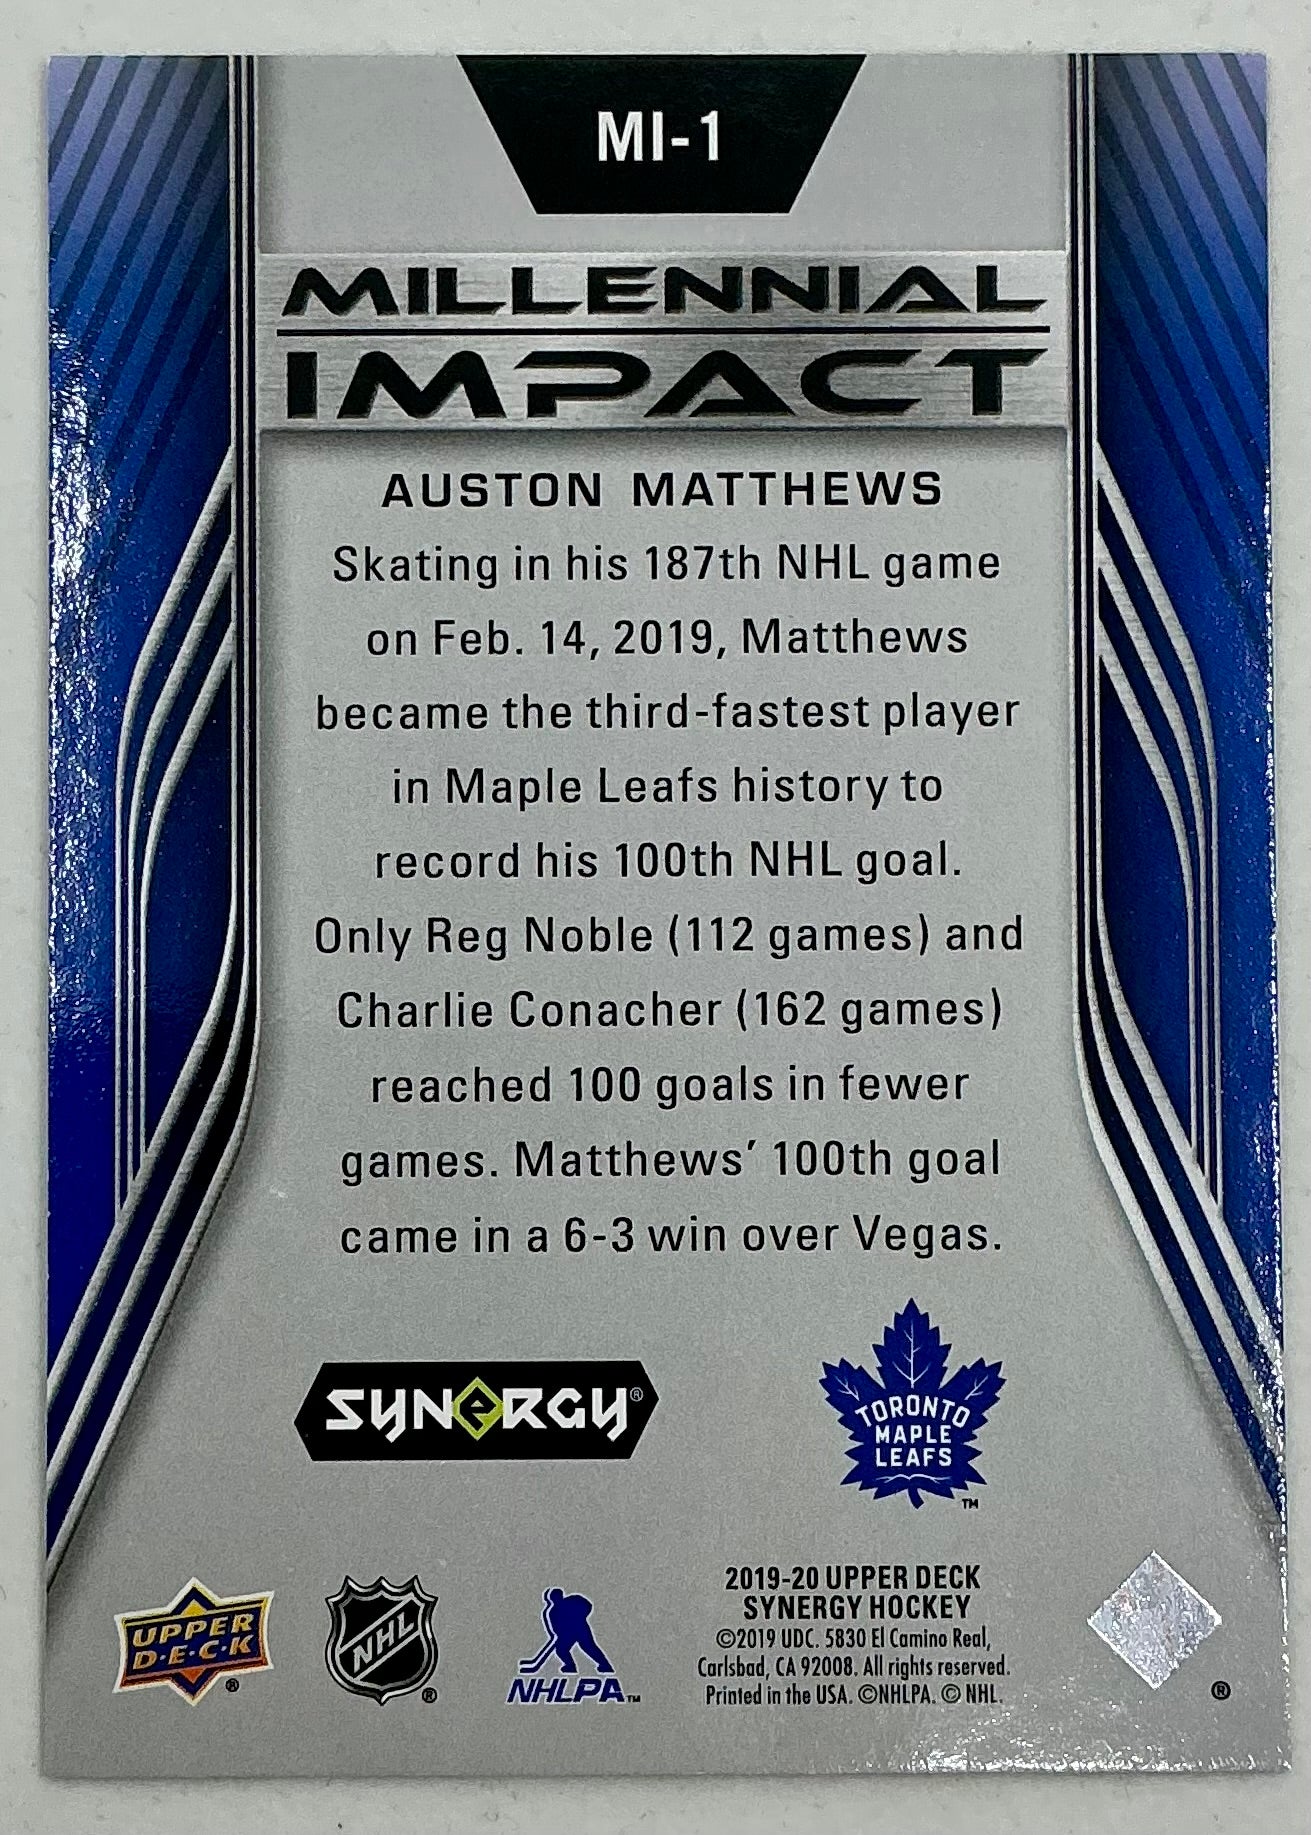 MI-1
MILLENNIAL
IMPACT
AUSTON MATTHEWS
Skating in his 187th NHL game
on Feb. 14, 2019, Matthews
became the third-fastest player
in Maple Leafs history to
record his 100th NHL goal.
Only Reg Noble (112 games) and
Charlie Conacher (162 games)
reached 100 goals in fewer
games. Matthews’ 100th goal
came in a 6-3 win over Vegas.
SYNERGY®
TORONTO
MAPLE
LEAFS
™
UPPER
D·E·C·K
®
NHL
®
NHLPA™
2019-20 UPPER DECK
SYNERGY HOCKEY
©2019 UDC. 5830 El Camino Real,
Carlsbad, CA 92008. All rights reserved.
Printed in the USA. ©NHLPA. © NHL.
®